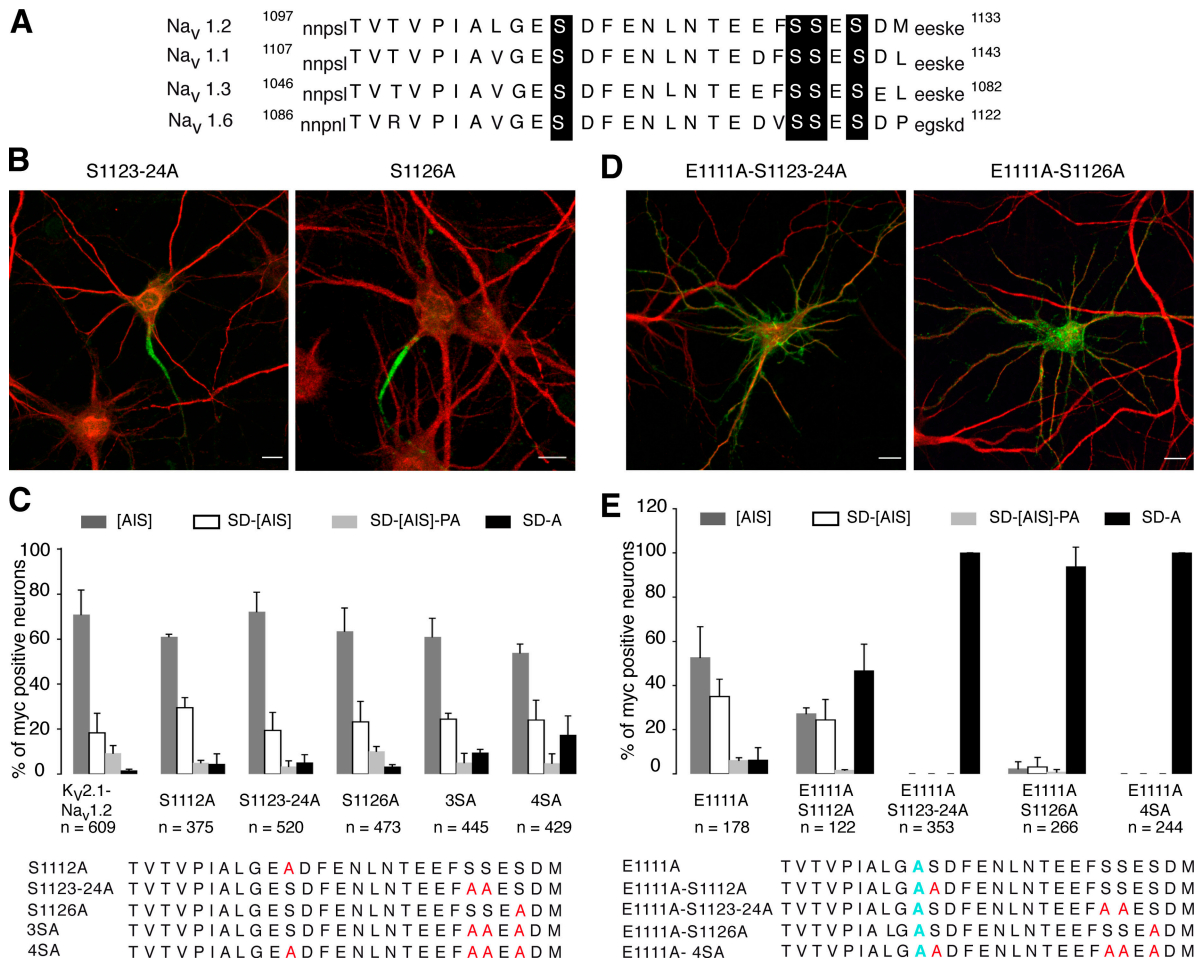 A
Nav 1.2 1097 nnpslT V T V P I A L G E S D F E N L N T E E F S S E S D M eeske 1133
Nav 1.1 1107 nnpslT V T V P I A V G E S D F E N L N T E D F S S E S D L eeske 1143
Nav 1.3 1046 nnpslT V T V P I A V G E S D F E N L N T E E F S S E S E L eeske 1082
Nav 1.6 1086 nnpnlT V R V P I A V G E S D F E N L N T E D V S S E S D P egskd 1122
B
S1123-24A S1126A
D
E1111A-S1123-24A E1111A-S1126A
C
[AIS] SD-[AIS] SD-[AIS]-PA SD-A
% of myc positive neurons
100
80
60
40
20
0
KV2.1-
NaV1.2
n = 609
S1112A
n = 375
S1123-24A
n = 520
S1126A
n = 473
3SA
n = 445
4SA
n = 429
S1112A T V T V P I A L G E A D F E N L N T E E F S S E S D M
S1123-24A T V T V P I A L G E S D F E N L N T E E F A A E S D M
S1126A T V T V P I A L G E S D F E N L N T E E F S S E A D M
3SA T V T V P I A L G E S D F E N L N T E E F A A E A D M
4SA T V T V P I A L G E A D F E N L N T E E F A A E A D M
E
[AIS] SD-[AIS] SD-[AIS]-PA SD-A
% of myc positive neurons
120
100
80
60
40
20
0
E1111A
n = 178
E1111A
S1112A
n = 122
E1111A
S1123-24A
n = 353
E1111A
S1126A
n = 266
E1111A
4SA
n = 244
E1111A T V T V P I A L G A S D F E N L N T E E F S S E S D M
E1111A-S1112A T V T V P I A L G A A D F E N L N T E E F S S E S D M
E1111A-S1123-24A T V T V P I A L G A S D F E N L N T E E F A A E S D M
E1111A-S1126A T V T V P I A L G A S D F E N L N T E E F S S E A D M
E1111A- 4SA T V T V P I A L G A A D F E N L N T E E F A A E A D M